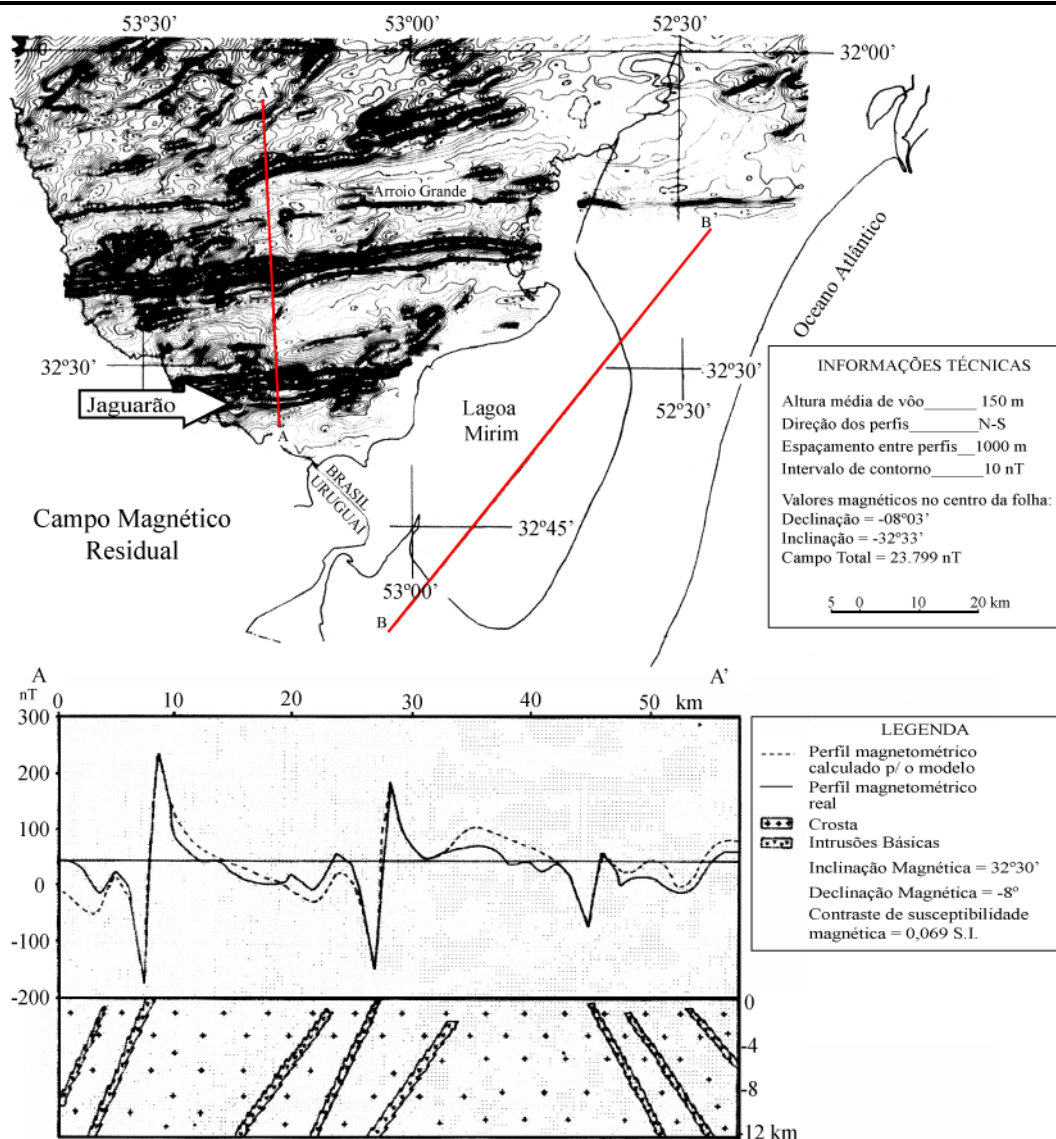 53º30’
53º00’
52º30’
32º00’
A
Arroio Grande
B’
Oceano Atlântico
32º30’
Jaguarão
A
Lagoa
Mirim
32º30’
52º30’
BRASIL
URUGUAI
Campo Magnético
Residual
32º45’
53º00’
B
INFORMAÇÕES TÉCNICAS
Altura média de vôo______ 150 m
Direção dos perfis________N-S
Espaçamento entre perfis__1000 m
Intervalo de contorno_____10 nT
Valores magnéticos no centro da folha:
Declinação = -08º03’
Inclinação = -32º33’
Campo Total = 23.799 nT
5 0 10 20 km
A A’
nT 0 10 20 30 40 50 km
300
200
100
0
-100
-200
0
-4
-8
-12 km
LEGENDA
Perfil magnetométrico
calculado p/ o modelo
Perfil magnetométrico
real
Crosta
Intrusões Básicas
Inclinação Magnética = 32º30’
Declinação Magnética = -8º
Contraste de susceptibilidade
magnética = 0,069 S.I.